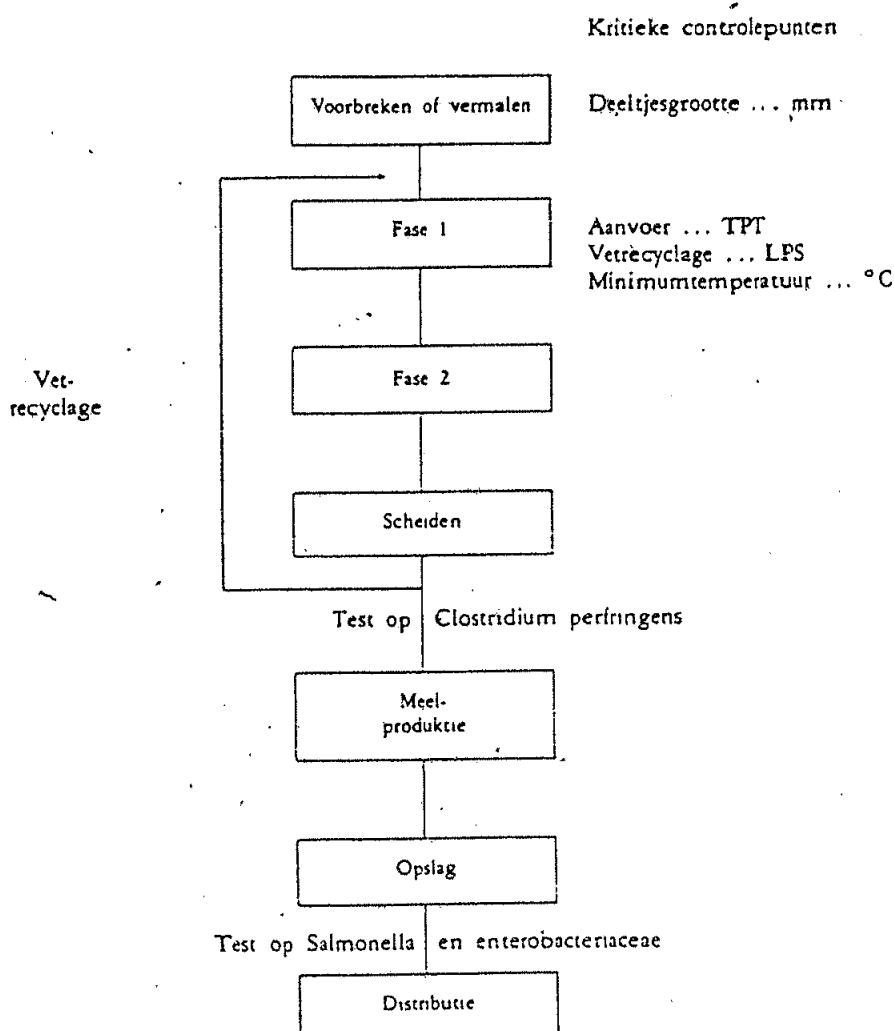 Kritieke controlepunten
Voorbreken of vermalen
Deeltjesgrootte ... mm
Fase 1
Aanvoer ... TPT
Vetrecyclage ... LPS
Minimumtemperatuur ... °C
Fase 2
Vet-
recyclage
Scheiden
Test op Clostridium perfringens
Meel-
produktie
Opslag
Test op Salmonella en enterobacteriaceae
Distributie